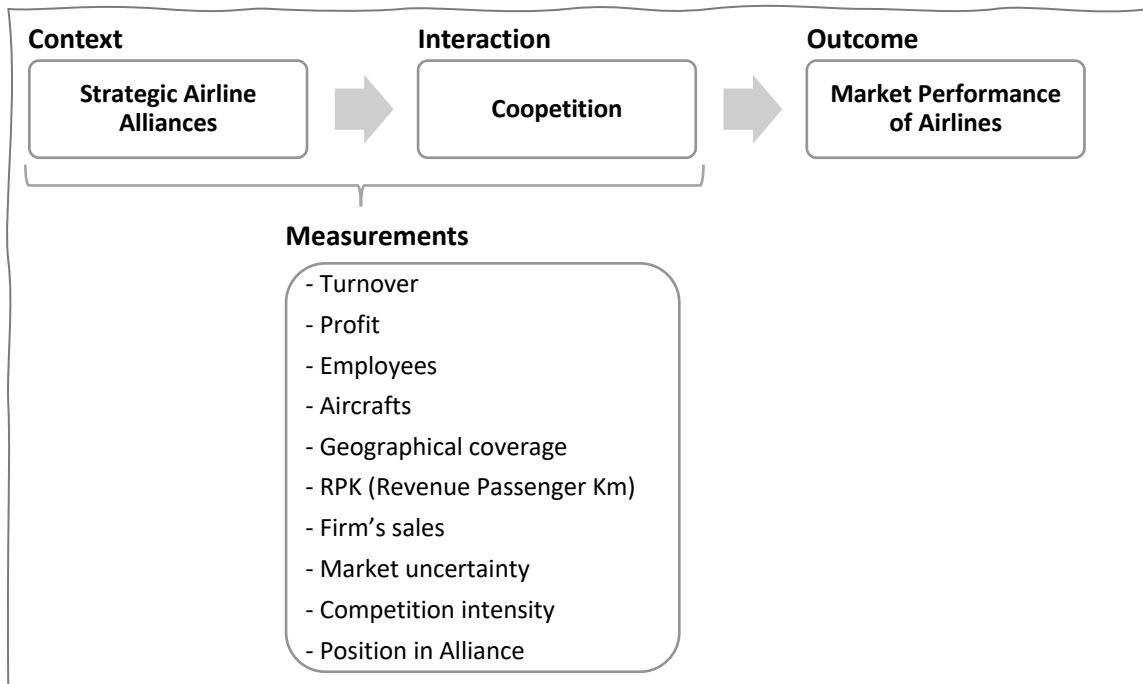 Context
Interaction
Outcome
Strategic Airline
Alliances
Coopetition
Market Performance
of Airlines
Measurements
- Turnover
- Profit
- Employees
- Aircrafts
- Geographical coverage
- RPK (Revenue Passenger Km)
- Firm’s sales
- Market uncertainty
- Competition intensity
- Position in Alliance